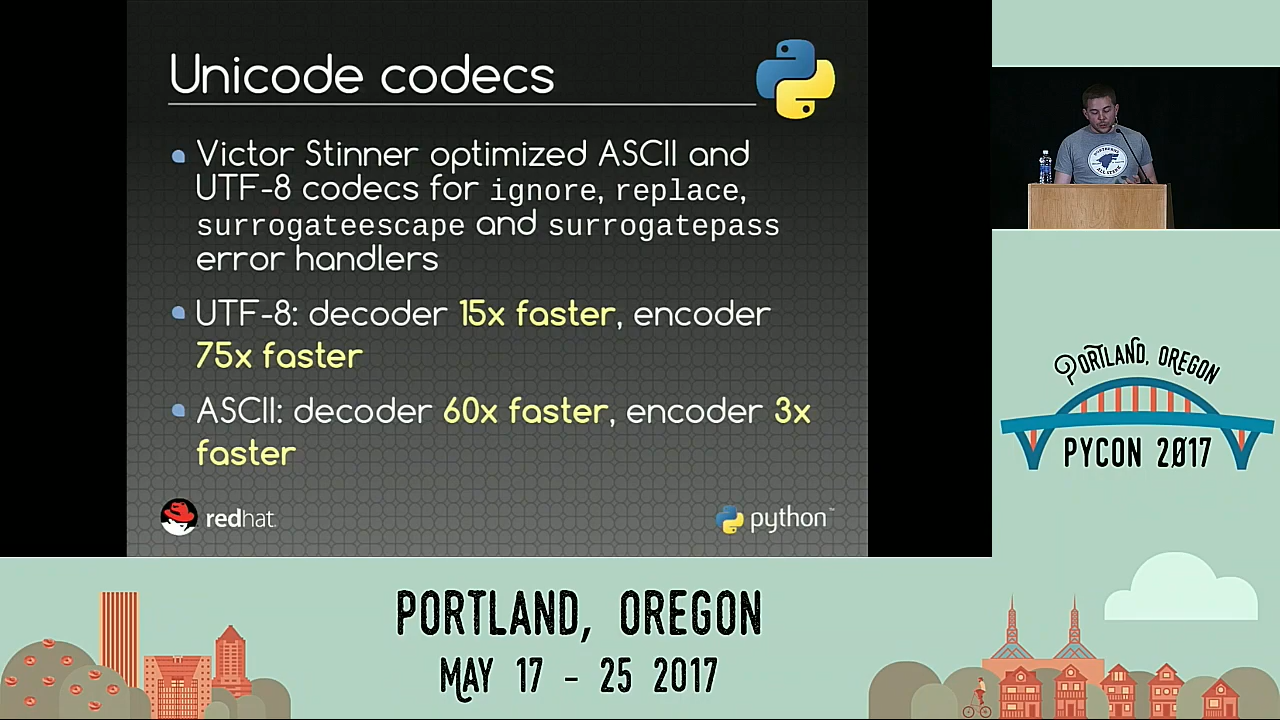 Unicode codecs
Victor Stinner optimized ASCII and
UTF-8 codecs for ignore, replace,
surrogateescape and surrogatepass
error handlers
UTF-8: decoder 15x faster, encoder
75x faster
ASCII: decoder 60x faster, encoder 3x
faster
redhat.
python™
PORTLAND, OREGON
PYCON 2017
PORTLAND, OREGON
MAY 17 - 25 2017